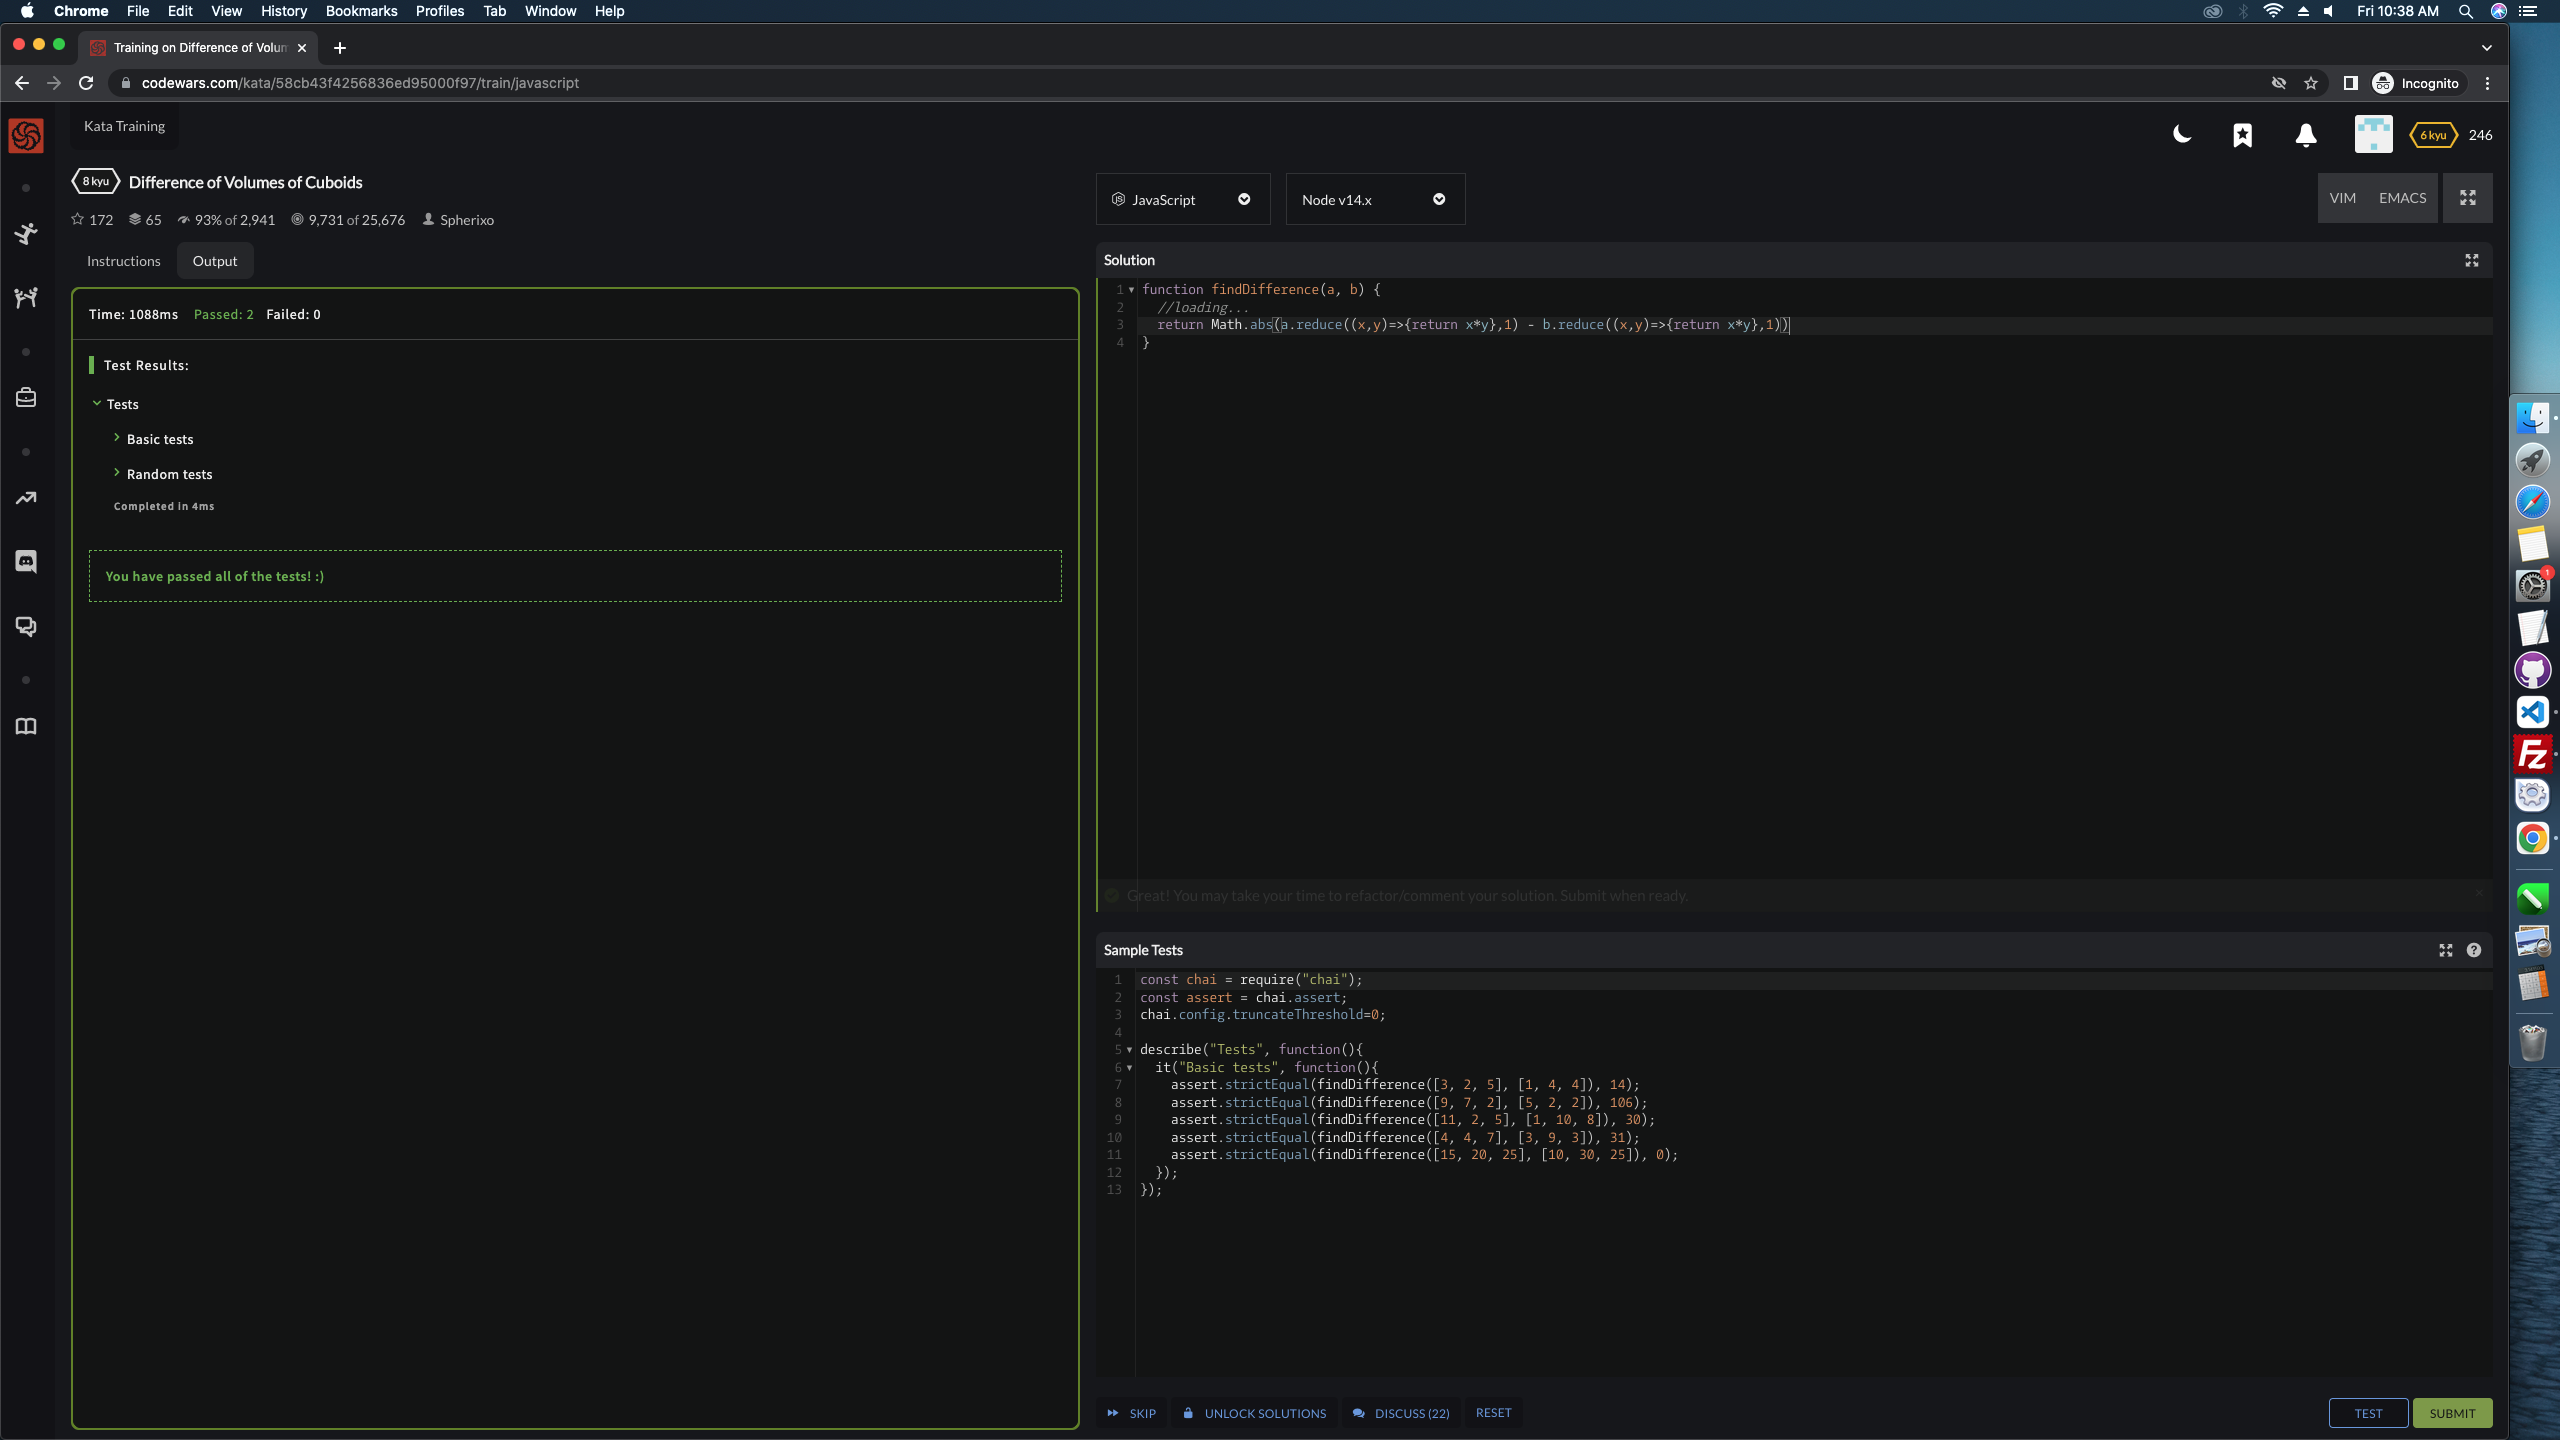 Chrome File Edit View History Bookmarks Profiles Tab Window Help
Fri 10:38 AM
Training on Difference of Volum
codewars.com/kata/58cb43f4256836ed95000f97/train/javascript
Incognito
Kata Training
6 kyu 246
8 kyu Difference of Volumes of Cuboids
172 65 93% of 2,941 9,731 of 25,676 Spherixo
JavaScript
Node v14.x
VIM EMACS
Instructions Output
Time: 1088ms Passed: 2 Failed: 0
Test Results:
Tests
Basic tests
Random tests
Completed in 4ms
You have passed all of the tests! :)
Solution
1 function findDifference(a, b) {
2 //loading...
3 return Math.abs(a.reduce((x,y)=>{return x*y},1) - b.reduce((x,y)=>{return x*y},1))
4 }
Great! You may take your time to refactor/comment your solution. Submit when ready.
Sample Tests
1 const chai = require("chai");
2 const assert = chai.assert;
3 chai.config.truncateThreshold=0;
4
5 describe("Tests", function(){
6 it("Basic tests", function(){
7 assert.strictEqual(findDifference([3, 2, 5], [1, 4, 4]), 14);
8 assert.strictEqual(findDifference([9, 7, 2], [5, 2, 2]), 106);
9 assert.strictEqual(findDifference([11, 2, 5], [1, 10, 8]), 30);
10 assert.strictEqual(findDifference([4, 4, 7], [3, 9, 3]), 31);
11 assert.strictEqual(findDifference([15, 20, 25], [10, 30, 25]), 0);
12 });
13 });
SKIP UNLOCK SOLUTIONS DISCUSS (22) RESET
TEST SUBMIT
1
Fz